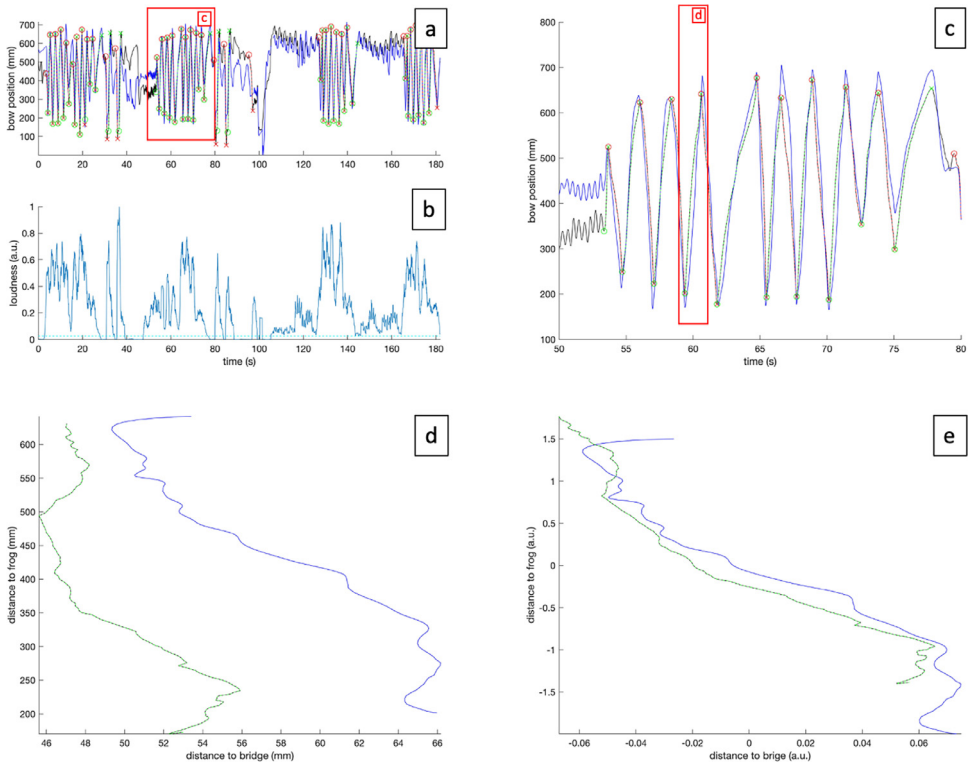 c
a
bow position (mm)
700
600
500
400
300
200
100
0 20 40 60 80 100 120 140 160 180
b
loudness (a.u.)
1
0.8
0.6
0.4
0.2
0
0 20 40 60 80 100 120 140 160 180
time (s)
d
c
bow position (mm)
800
700
600
500
400
300
200
100
50 55 60 65 70 75 80
time (s)
d
distance to frog (mm)
600
550
500
450
400
350
300
250
200
46 48 50 52 54 56 58 60 62 64 66
distance to bridge (mm)
e
distance to frog (a.u.)
1.5
1
0.5
0
-0.5
-1
-1.5
-0.06 -0.04 -0.02 0 0.02 0.04 0.06
distance to brige (a.u.)